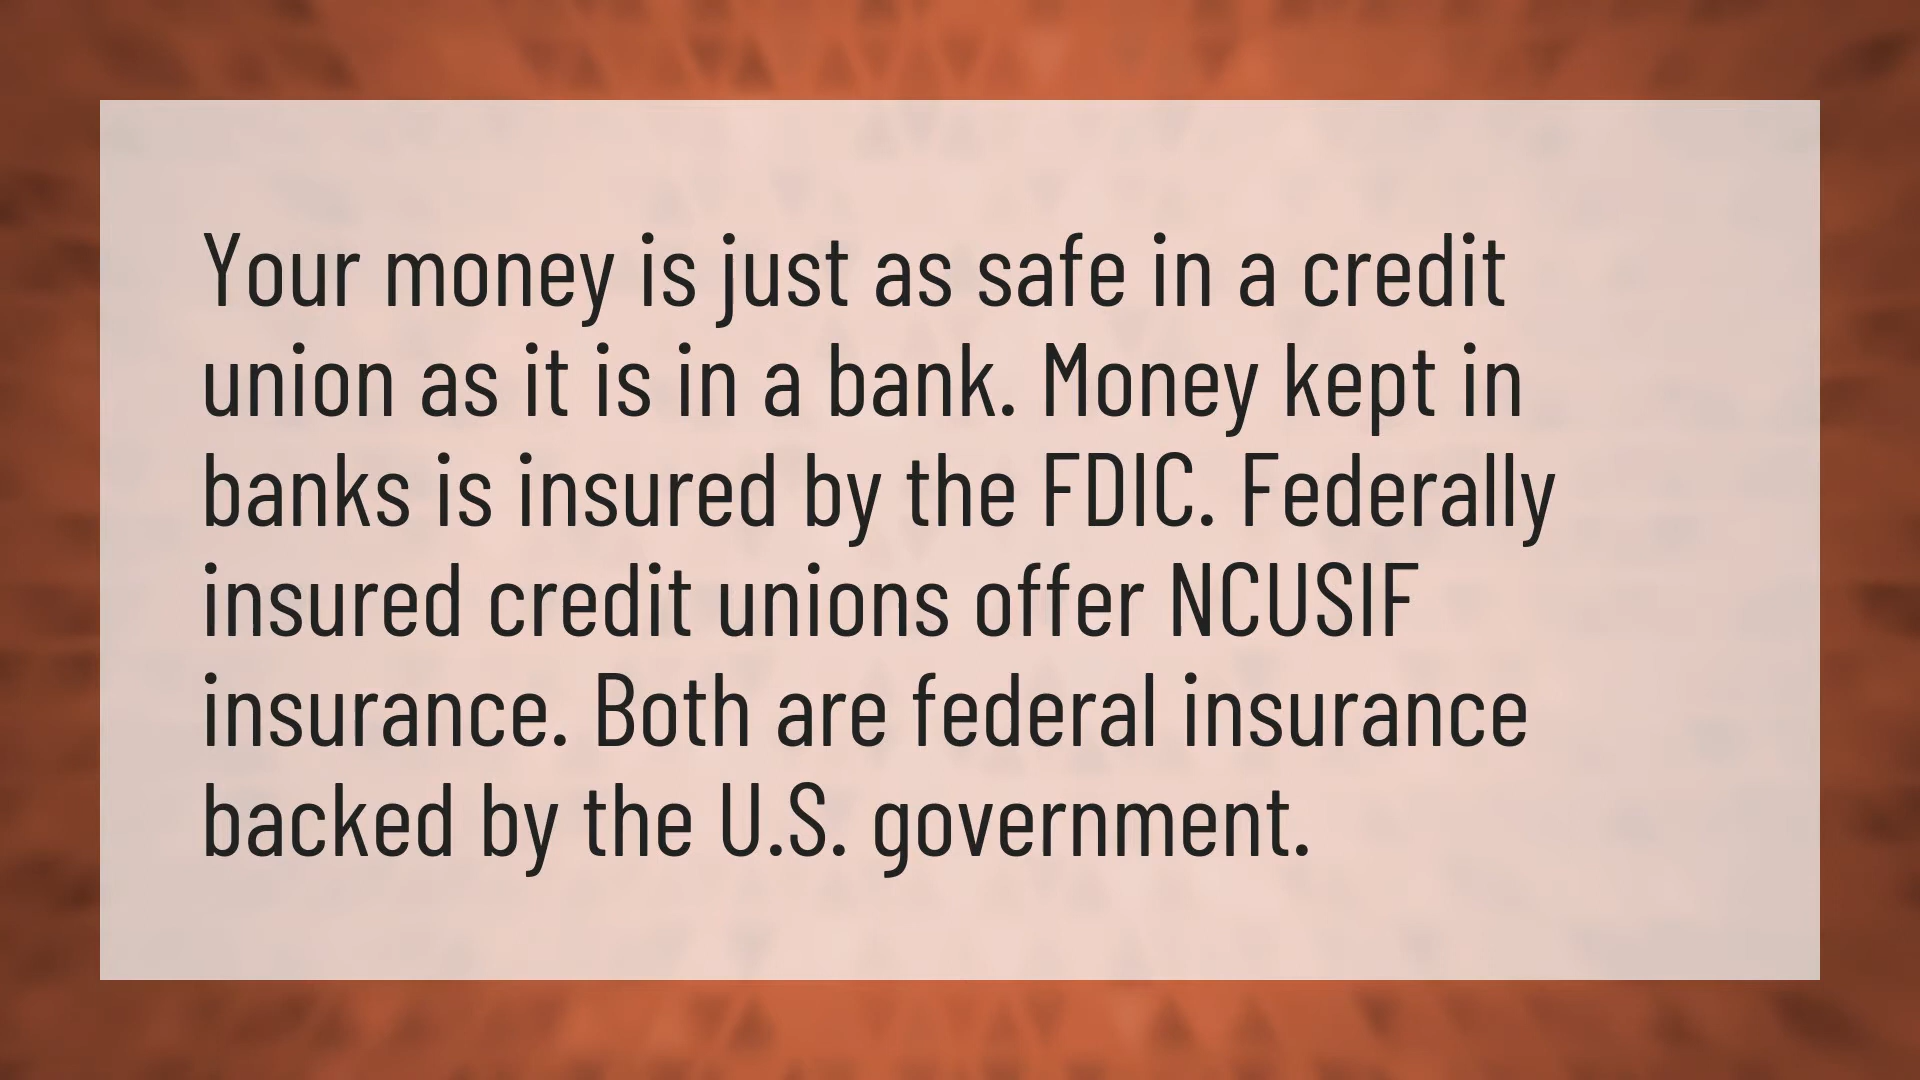 Your money is just as safe in a credit
union as it is in a bank. Money kept in
banks is insured by the FDIC. Federally
insured credit unions offer NCUSIF
insurance. Both are federal insurance
backed by the U.S. government.